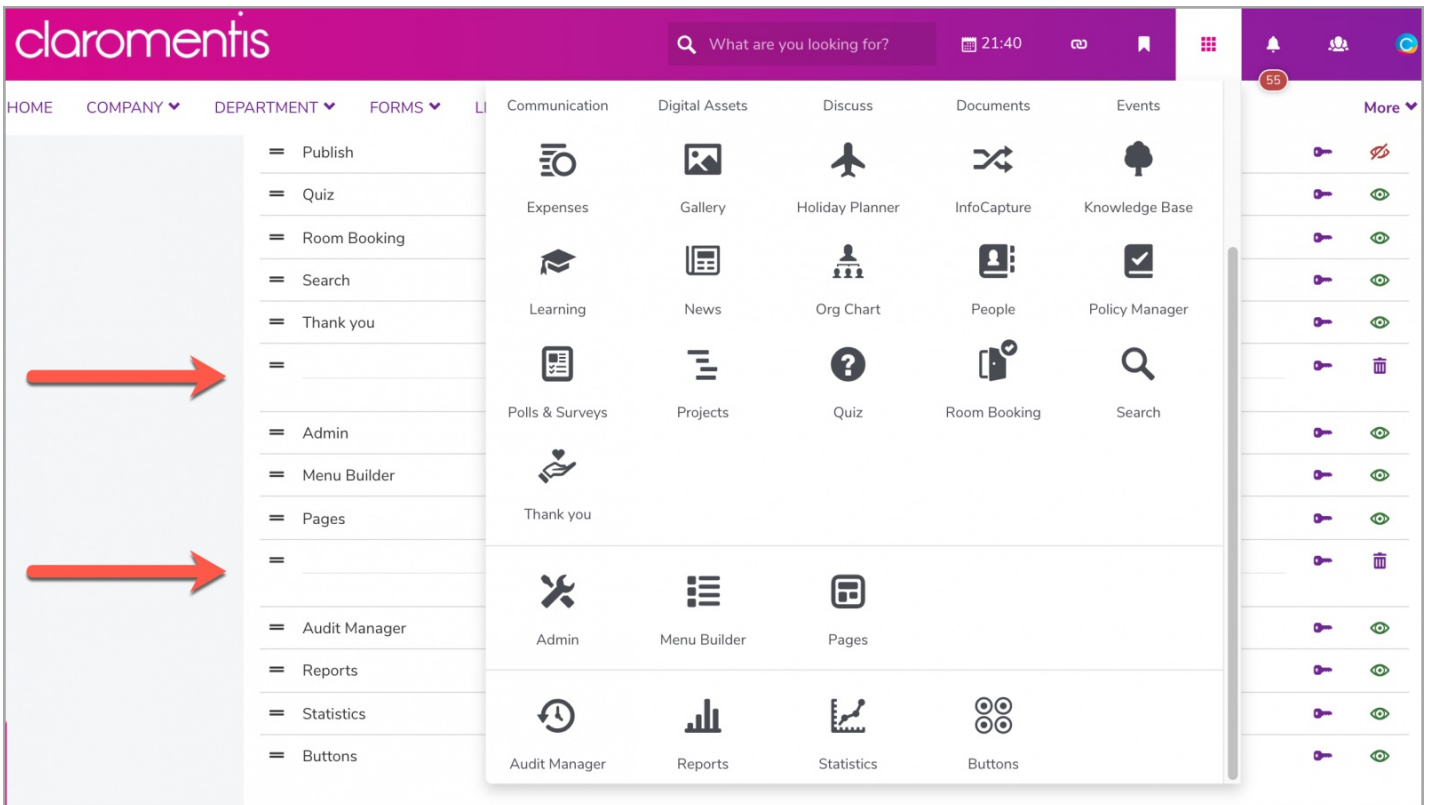 claromentis
What are you looking for?
21:40
55
HOME COMPANY DEPARTMENT FORMS
More
Communication Digital Assets Discuss Documents Events
Publish
Quiz
Expenses Gallery Holiday Planner InfoCapture Knowledge Base
Room Booking
Search
Learning News Org Chart People Policy Manager
Thank you
Polls & Surveys Projects Quiz Room Booking Search
Admin
Menu Builder
Thank you
Pages
Admin Menu Builder Pages
Audit Manager
Reports
Statistics
Buttons
Audit Manager Reports Statistics Buttons